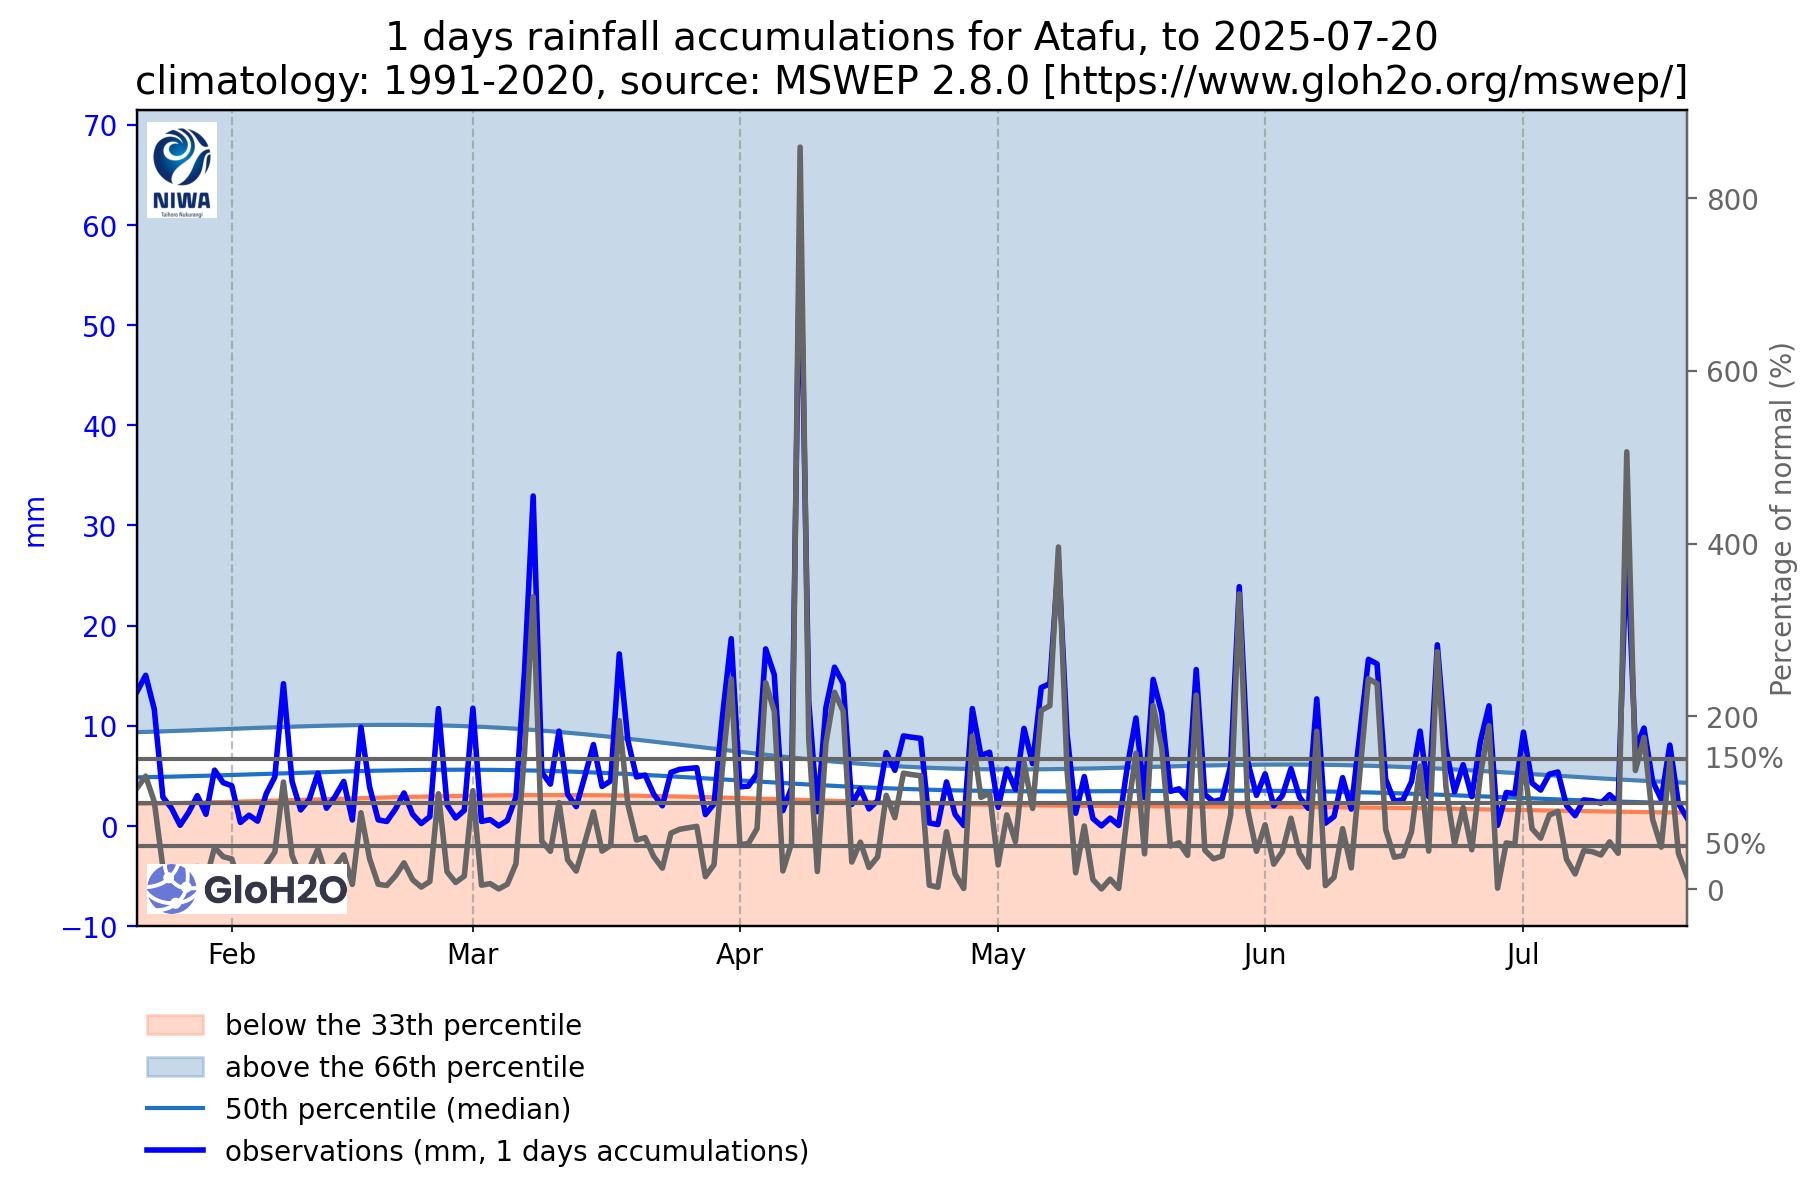 1 days rainfall accumulations for Atafu, to 2025-07-20
climatology: 1991-2020, source: MSWEP 2.8.0 [https://www.gloh2o.org/mswep/]
70
60
50
40
30
20
10
0
−10
mm
NIWA
Taihoro Nukurangi
GloH2O
800
600
400
200
150%
50%
0
Percentage of normal (%)
Feb
Mar
Apr
May
Jun
Jul
below the 33th percentile
above the 66th percentile
50th percentile (median)
observations (mm, 1 days accumulations)